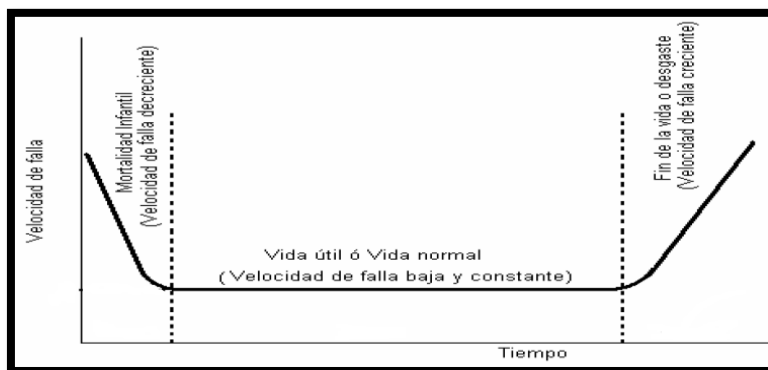 Velocidad de falla
Mortalidad Infantil
(Velocidad de falla decreciente)
Vida útil ó Vida normal
(Velocidad de falla baja y constante)
Fin de la vida o desgaste
(Velocidad de falla creciente)
Tiempo